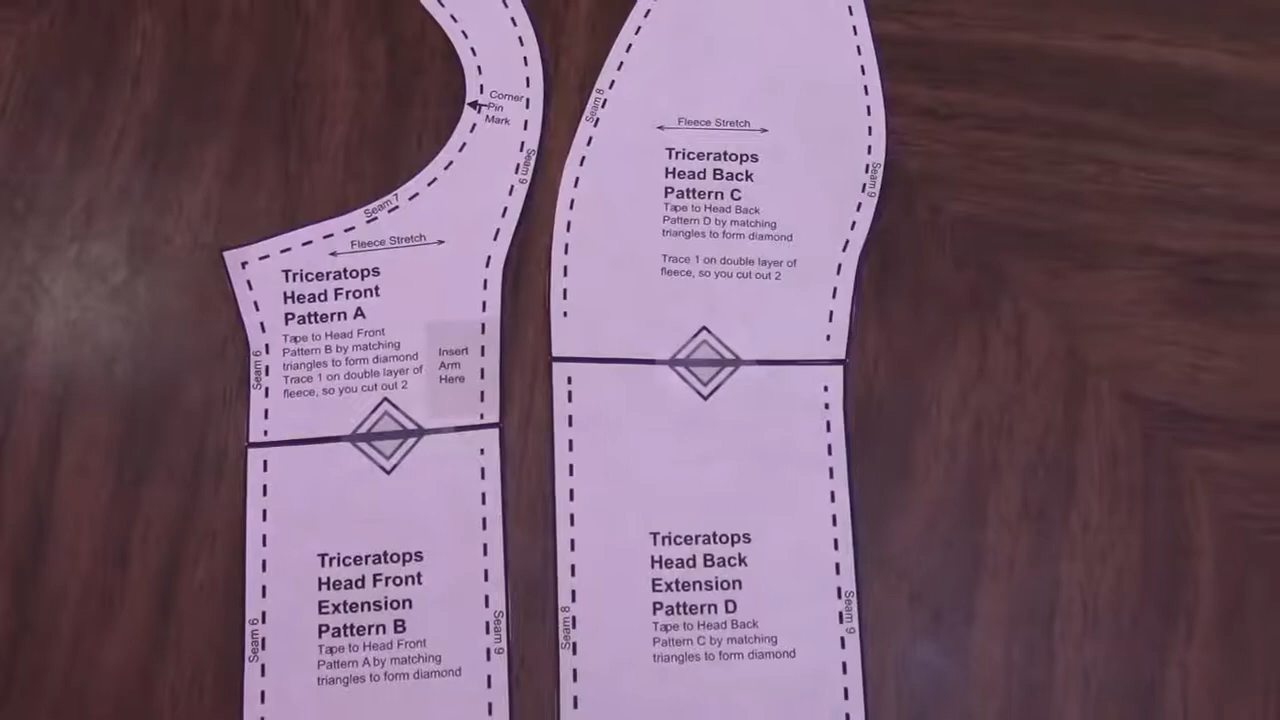 Corner
Pin
Mark
Seam 9
Seam 7
Fleece Stretch
Triceratops
Head Front
Pattern A
Tape to Head Front
Pattern B by matching
triangles to form diamond
Trace 1 on double layer of
fleece, so you cut out 2
Insert
Arm
Here
Seam 6
Triceratops
Head Front
Extension
Pattern B
Tape to Head Front
Pattern A by matching
triangles to form diamond
Seam 6
Seam 9
Seam 8
Fleece Stretch
Triceratops
Head Back
Pattern C
Tape to Head Back
Pattern D by matching
triangles to form diamond
Trace 1 on double layer of
fleece, so you cut out 2
Seam 9
Triceratops
Head Back
Extension
Pattern D
Tape to Head Back
Pattern C by matching
triangles to form diamond
Seam 8
Seam 9